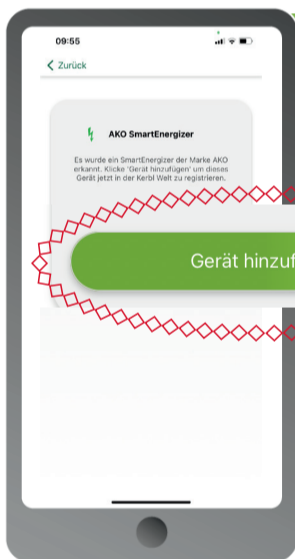 09:55
Zurück
AKO SmartEnergizer
Es wurde ein SmartEnergizer der Marke AKO
erkannt. Klicke 'Gerät hinzufügen' um dieses
Gerät jetzt in der Kerbl Welt zu registrieren.
Gerät hinzuf